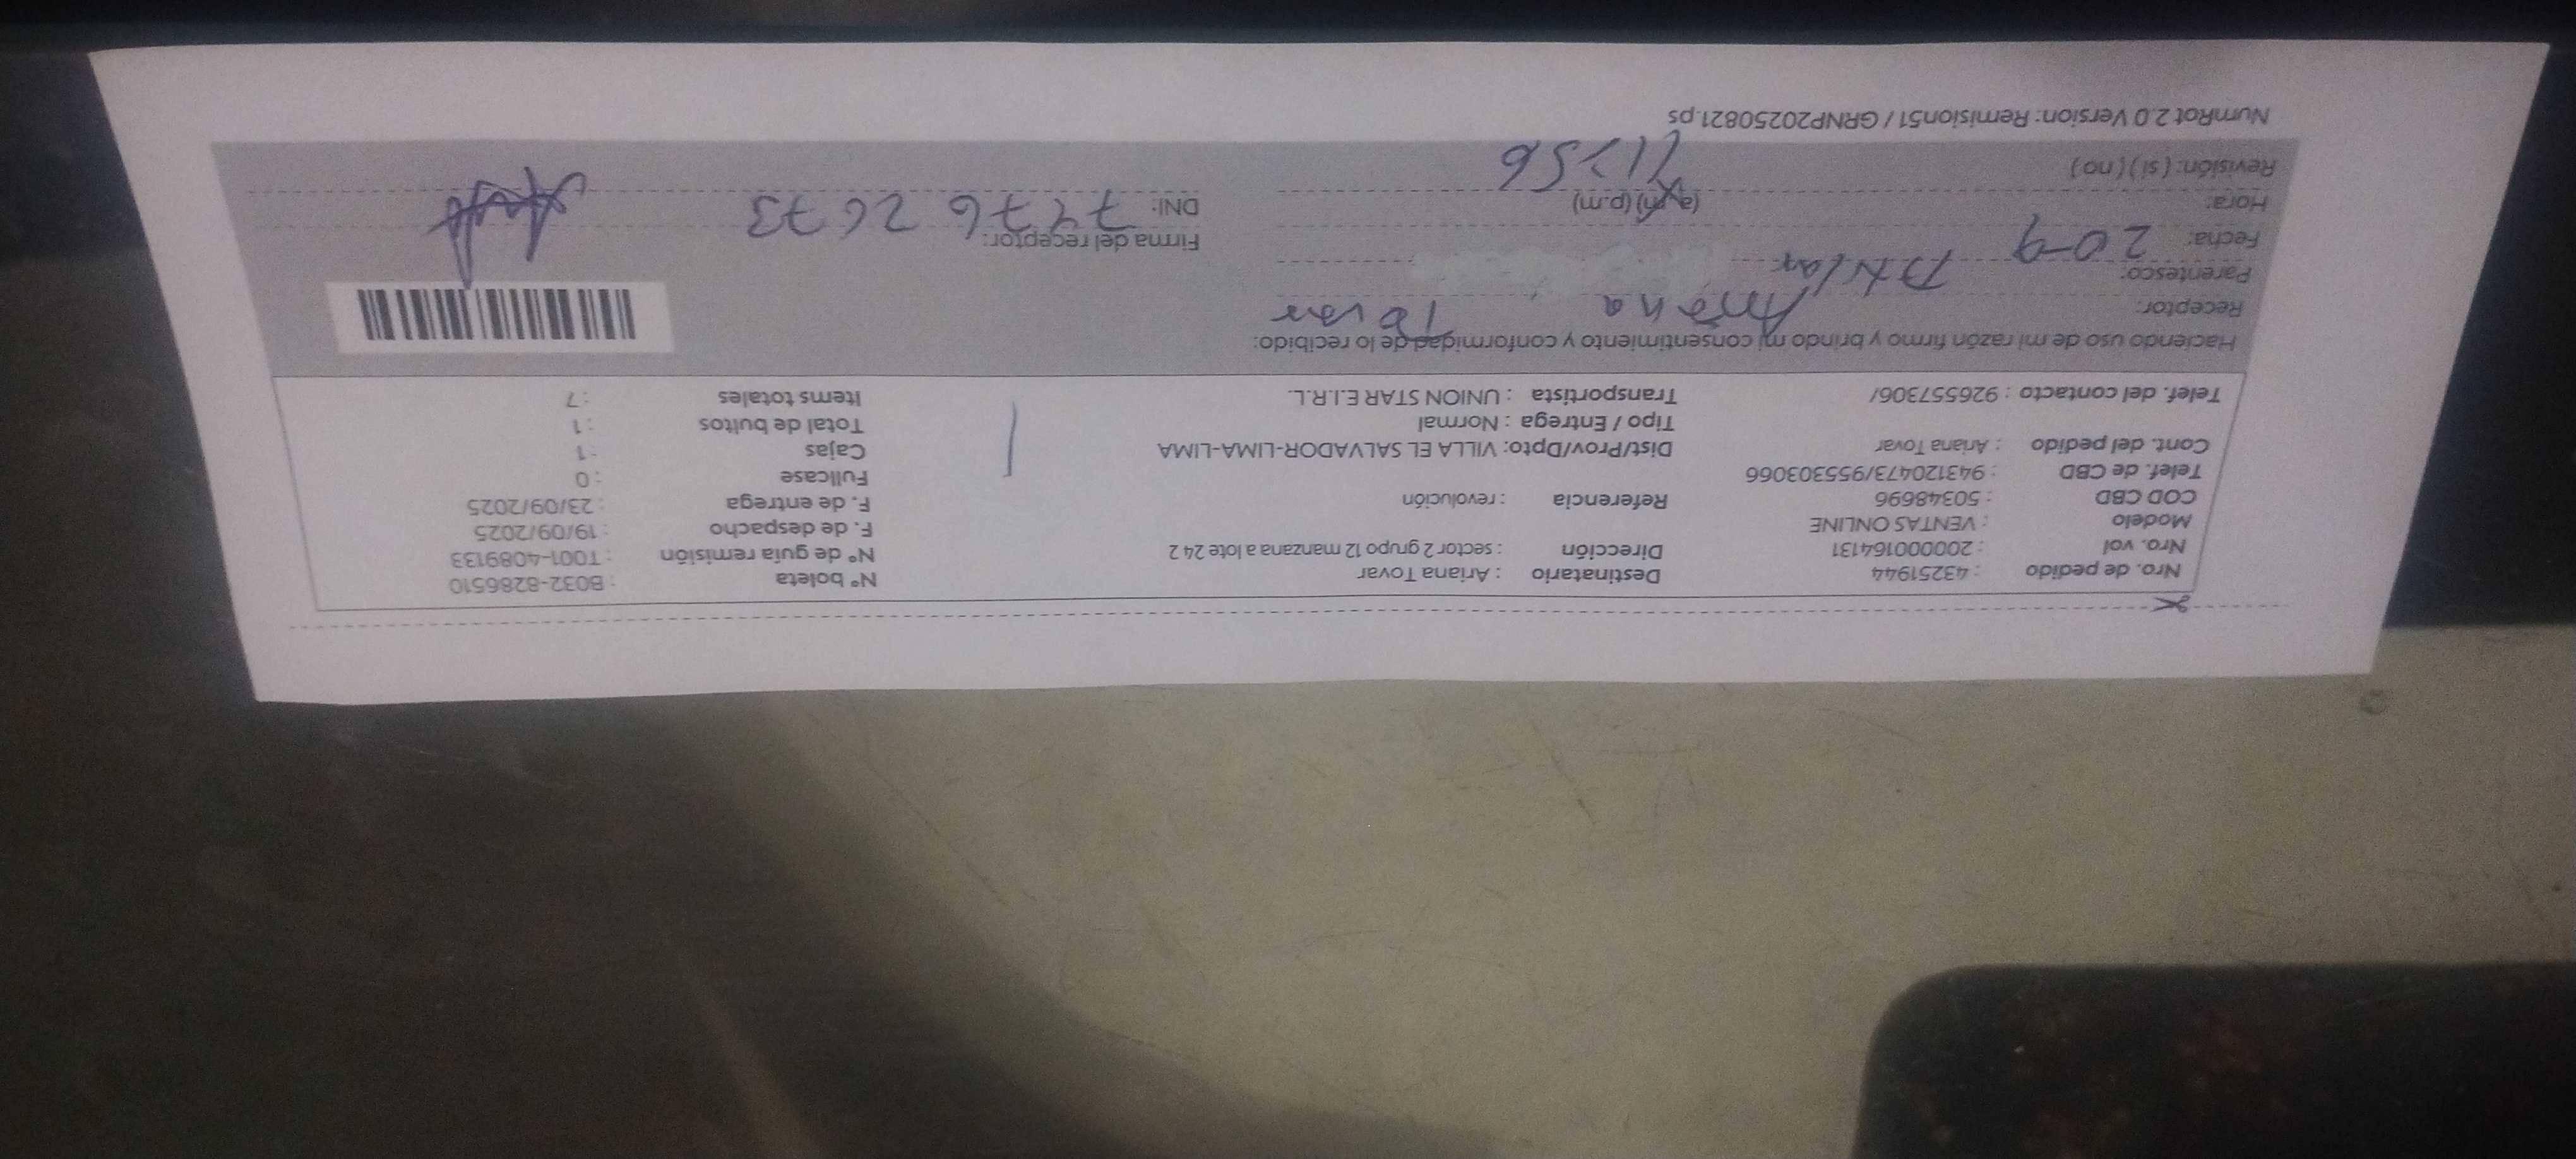 Nro. de pedido : 43251944 Destinatario : Ariana Tovar N° boleta : B032-8286510
Nro. vol : 20000164131 Dirección : sector 2 grupo 12 manzana a lote 24 2 N° de guía remisión : T001-4089133
Modelo : VENTAS ONLINE F. de despacho : 19/09/2025
COD CBD : 50348696 Referencia : revolución F. de entrega : 23/09/2025
Telef. de CBD : 943120473/955303066 Fullcase : 0
Cont. del pedido : Ariana Tovar Dist/Prov/Dpto: VILLA EL SALVADOR-LIMA-LIMA Cajas : 1
Tipo / Entrega : Normal Total de bultos : 1
Telef. del contacto : 926557306/ Transportista : UNION STAR E.I.R.L. Items totales : 7
Haciendo uso de mi razón firmo y brindo mi consentimiento y conformidad de lo recibido:
Receptor: Ariana Tovar
Parentesco:
Fecha: 20-9 Firma del receptor:
Hora: (a.m) (p.m) DNI: 74762673
Revisión: (si) (no) 11:56
NumRot 2.0 Version: Remision51 / GRNP20250821.ps